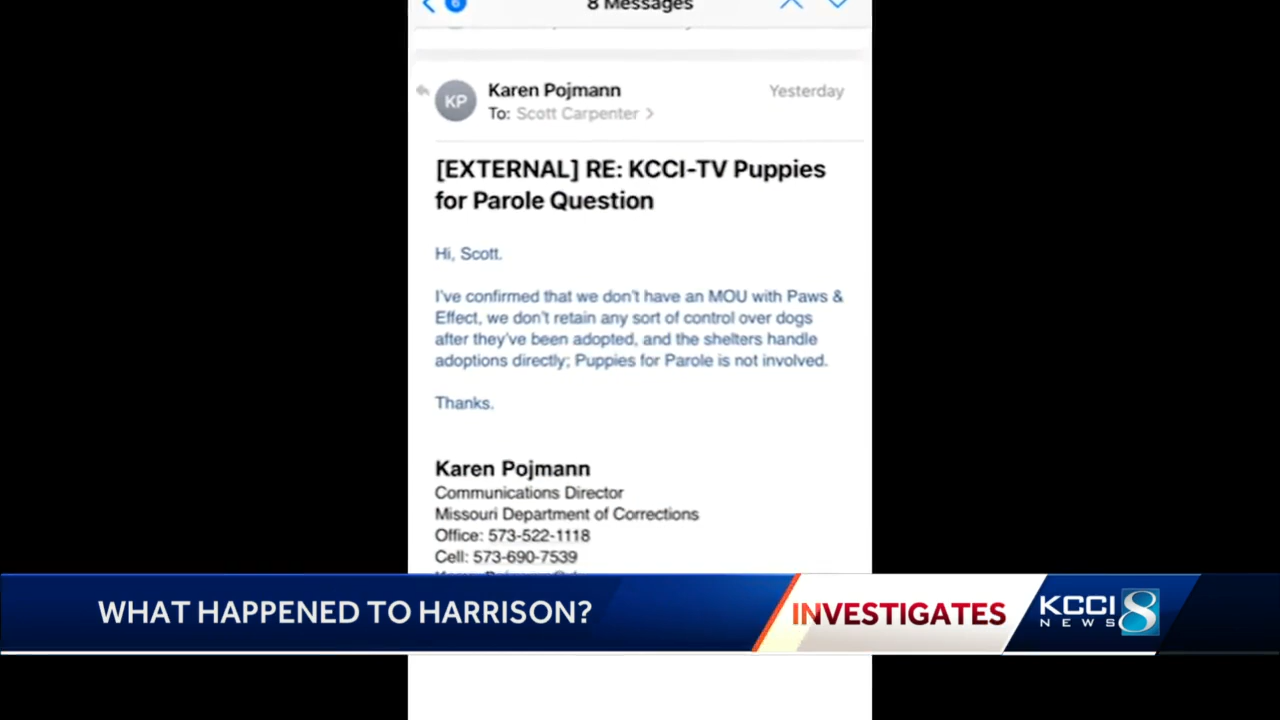 6
8 Messages
KP
Karen Pojmann
Yesterday
To: Scott Carpenter >
[EXTERNAL] RE: KCCI-TV Puppies
for Parole Question
Hi, Scott.
I've confirmed that we don't have an MOU with Paws &
Effect, we don't retain any sort of control over dogs
after they've been adopted, and the shelters handle
adoptions directly; Puppies for Parole is not involved.
Thanks.
Karen Pojmann
Communications Director
Missouri Department of Corrections
Office: 573-522-1118
Cell: 573-690-7539
WHAT HAPPENED TO HARRISON?
INVESTIGATES
KCCI 8
NEWS